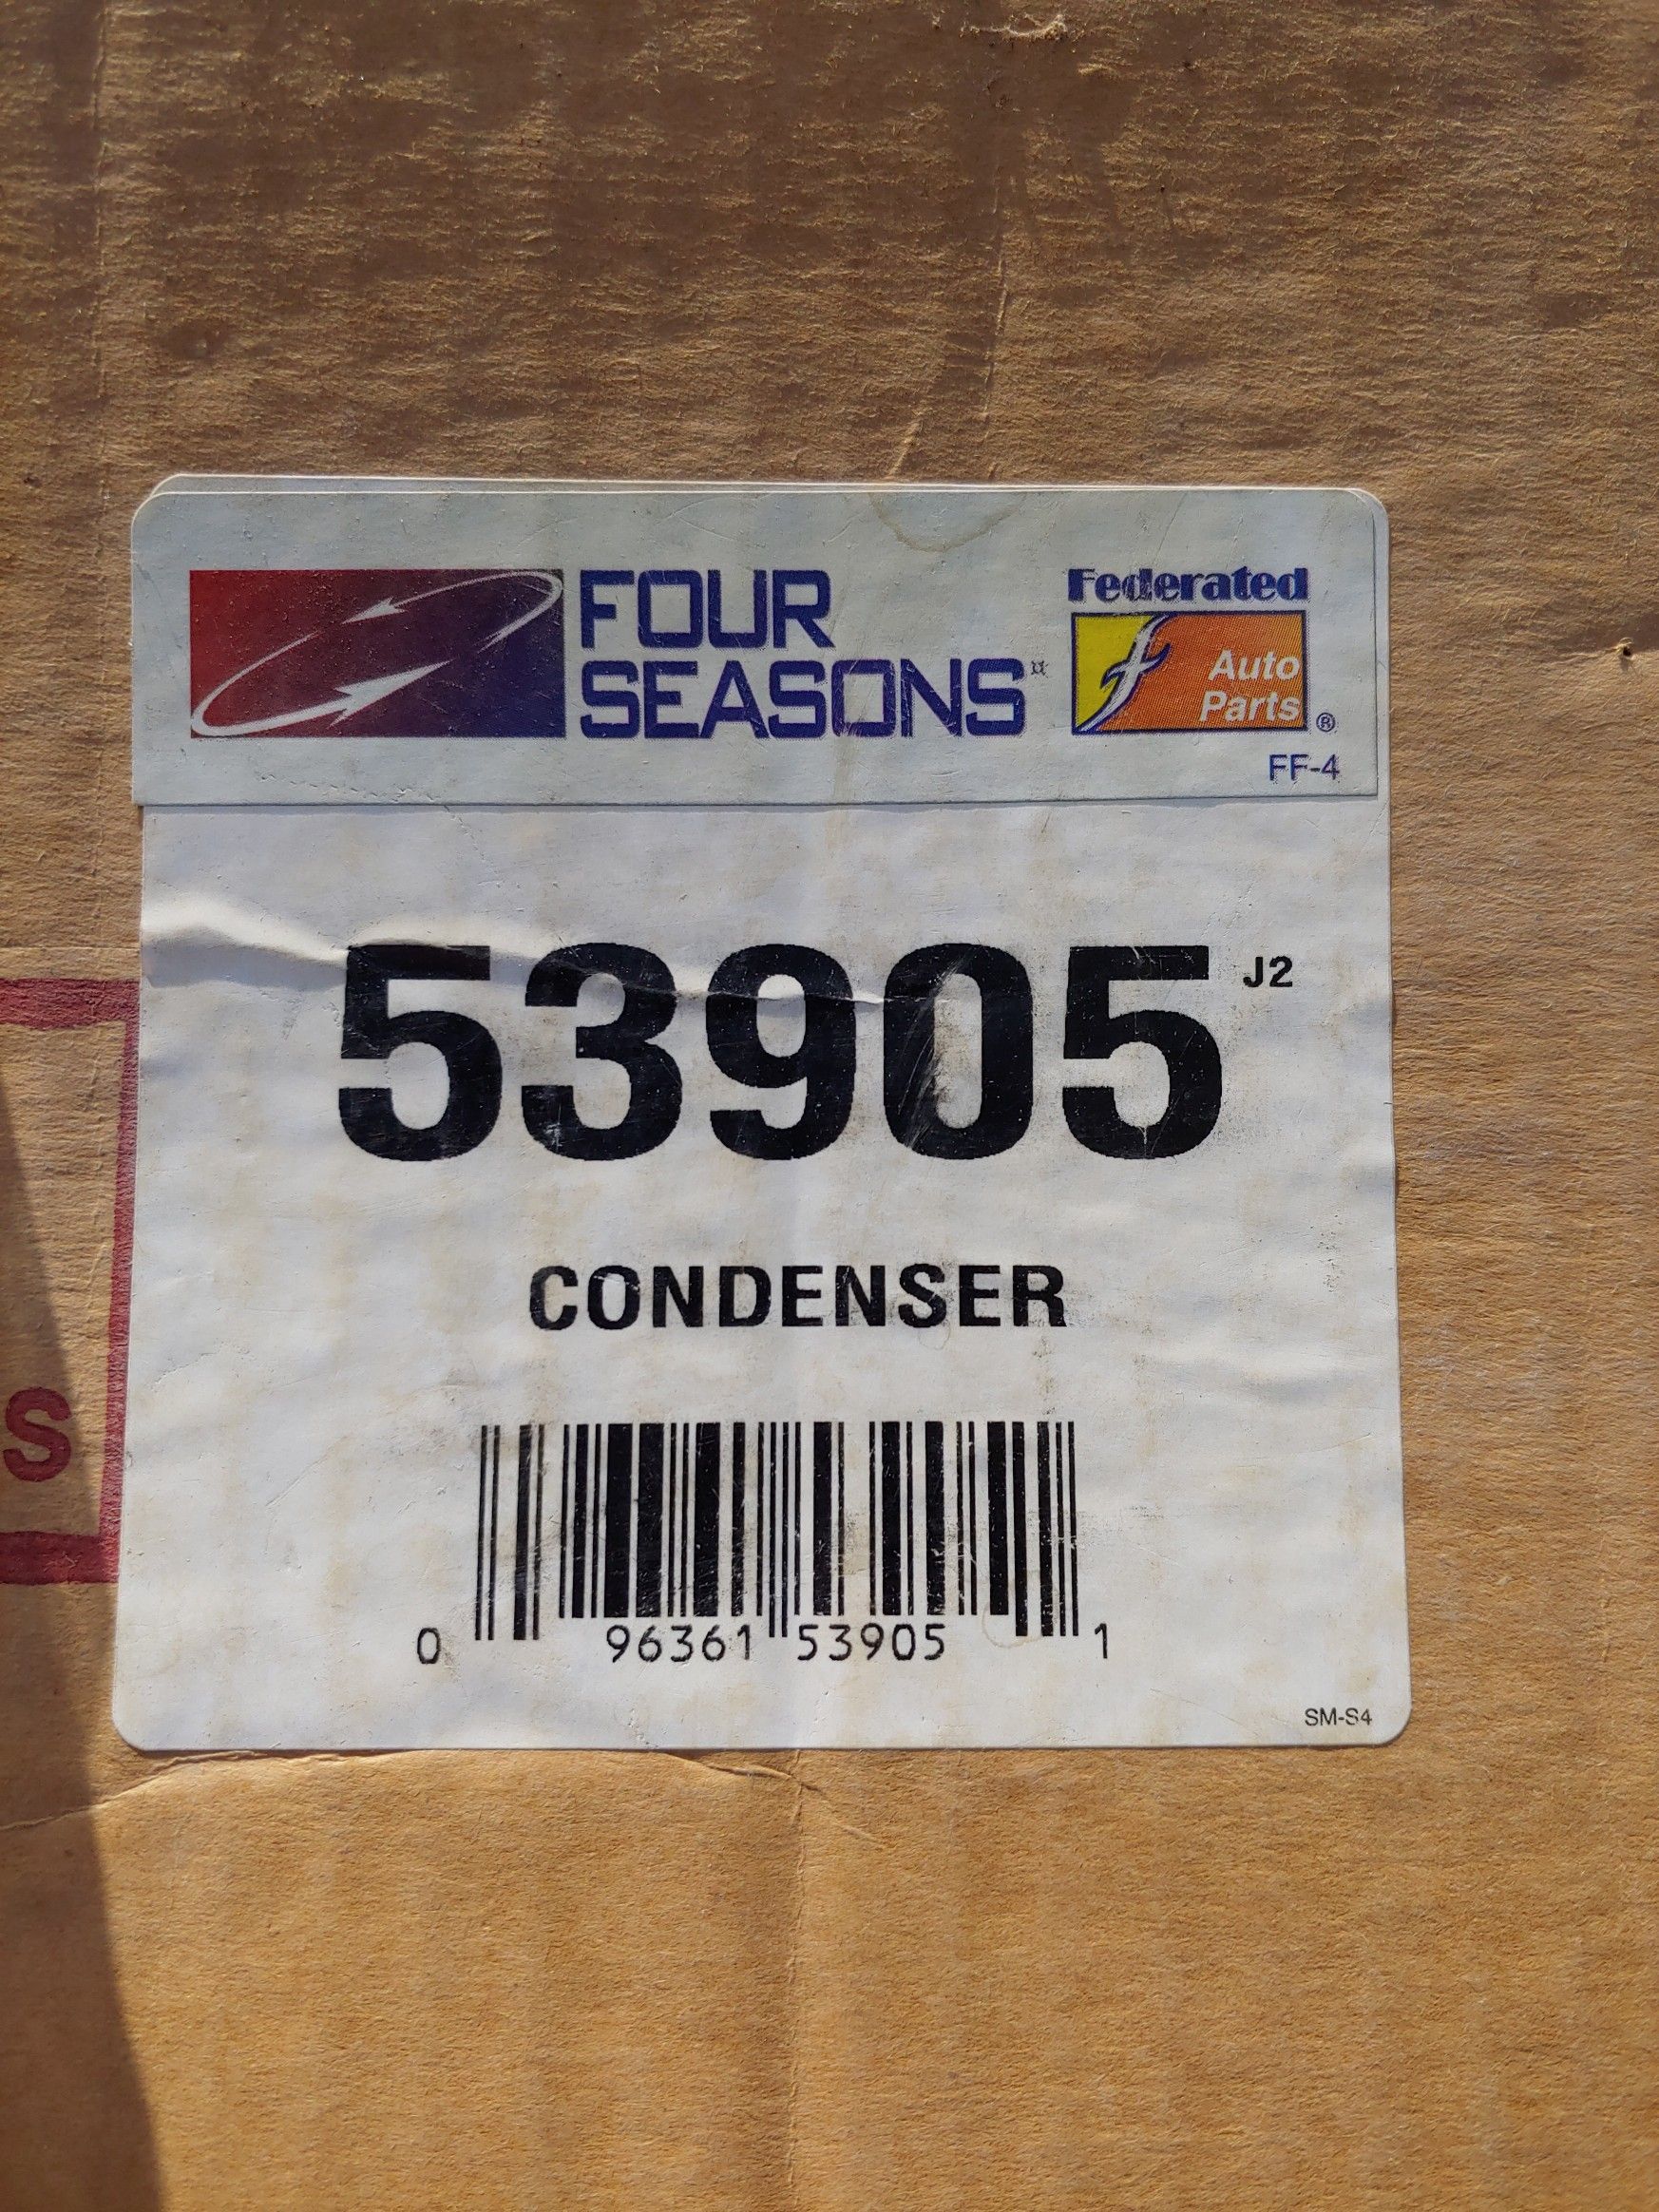 FOUR
SEASONS
Federated
Auto
Parts ®
FF-4
53905 J2
CONDENSER
S
0 96361 53905 1
SM-S4